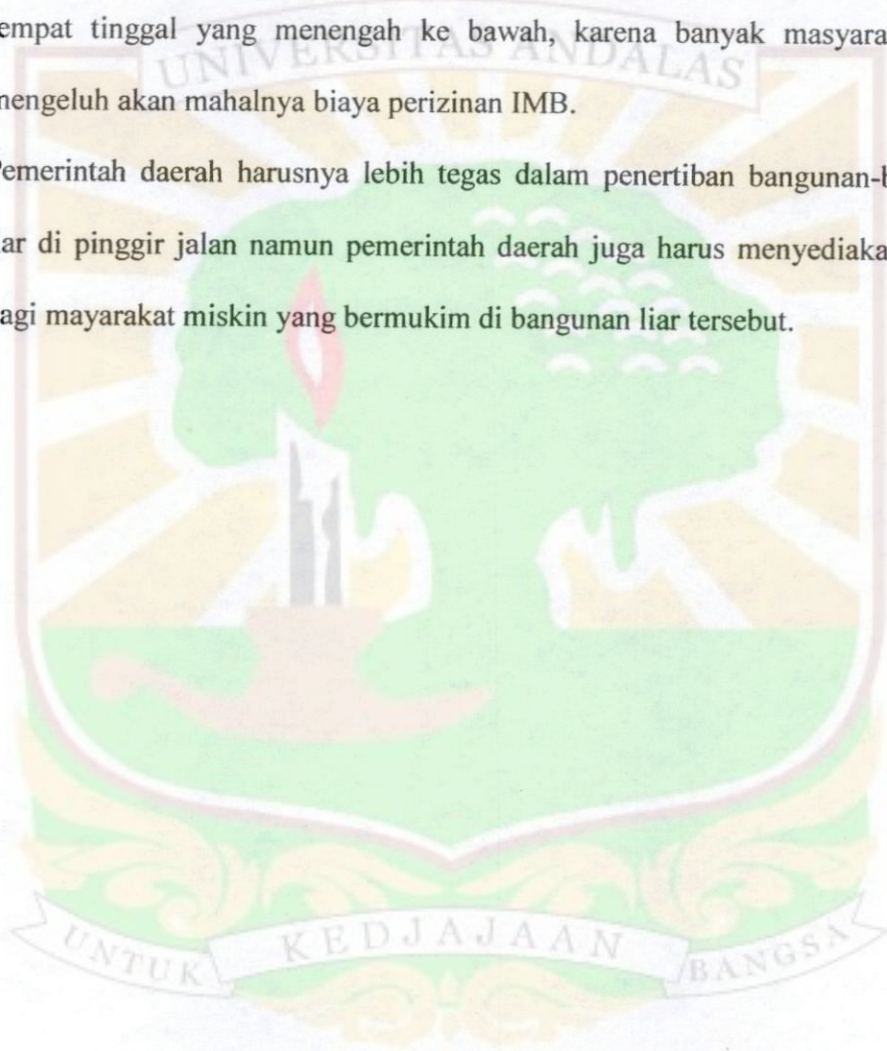 empat tinggal yang menengah ke bawah, karena banyak masyara
UNIVERSITAS ANDALAS
mengeluh akan mahalnya biaya perizinan IMB.
Pemerintah daerah harusnya lebih tegas dalam penertiban bangunan-b
ar di pinggir jalan namun pemerintah daerah juga harus menyediaka
agi mayarakat miskin yang bermukim di bangunan liar tersebut.
UNTUK KEDJAJAAN BANGSA